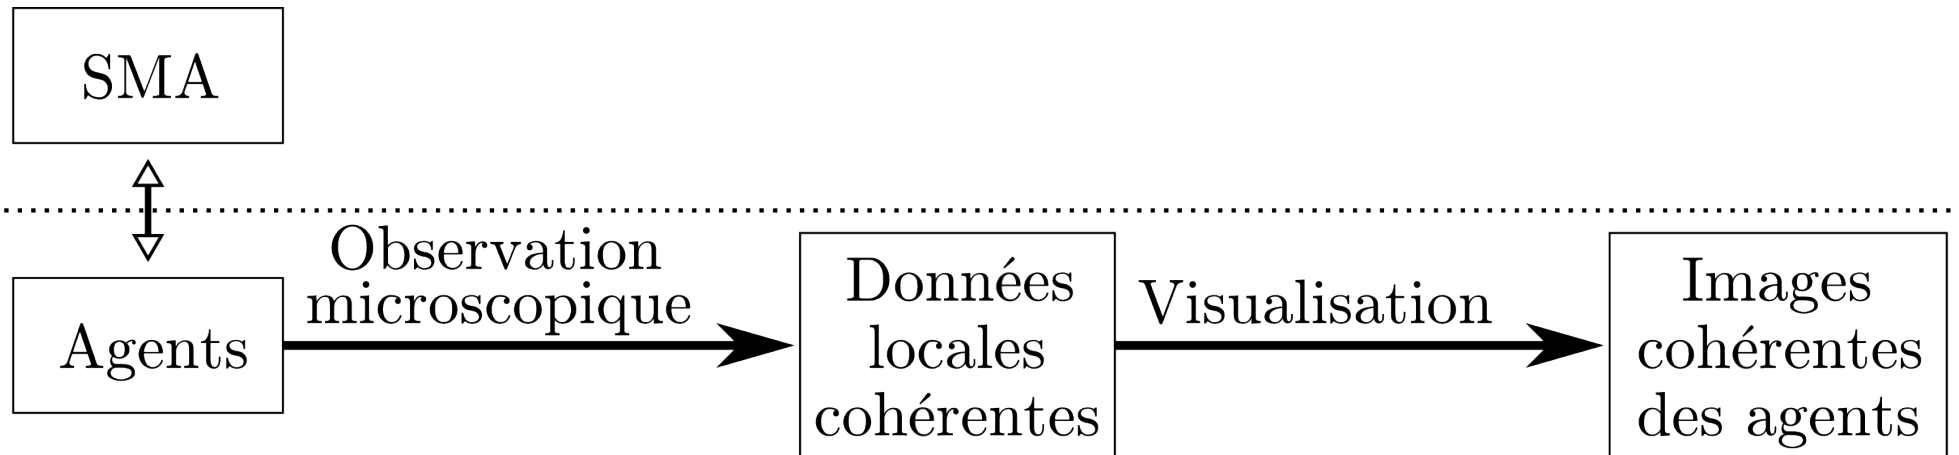 SMA
Observation
microscopique
Agents
Données
locales
cohérentes
Visualisation
Images
cohérentes
des agents